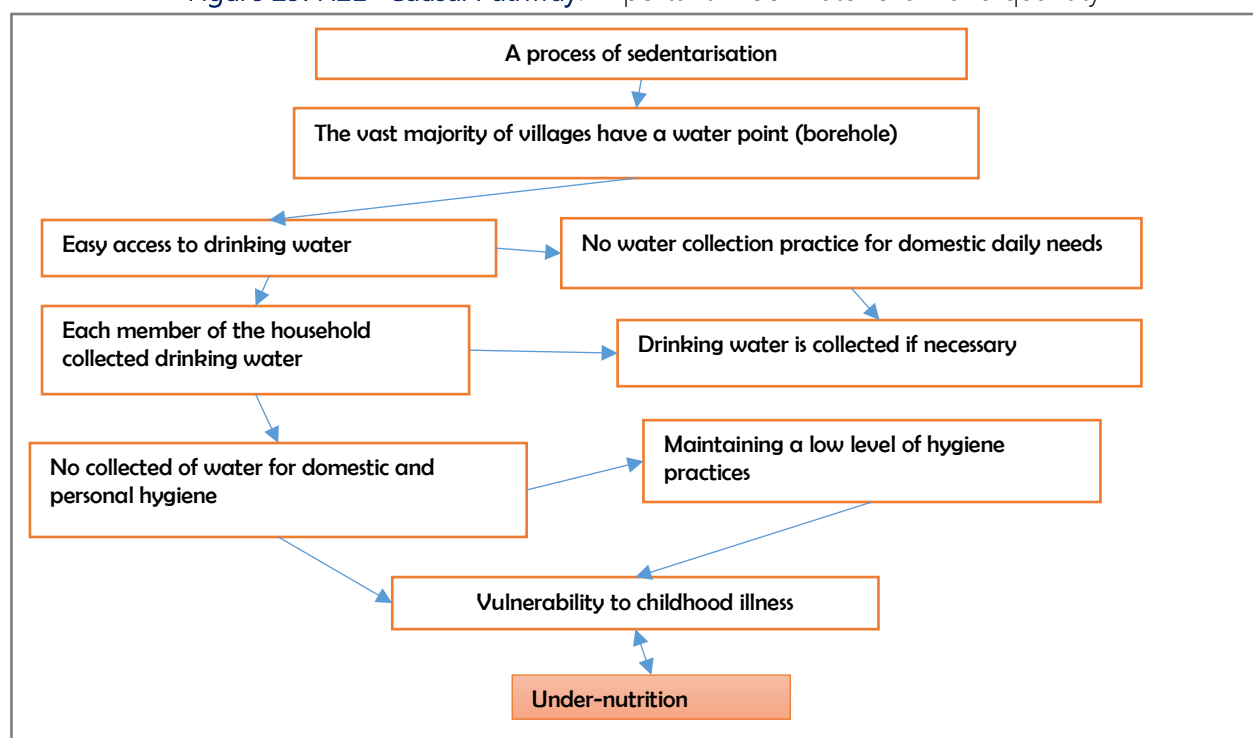 Causal Pathway:
A process of sedentarisation
The vast majority of villages have a water point (borehole)
Easy access to drinking water
No water collection practice for domestic daily needs
Each member of the household
collected drinking water
Drinking water is collected if necessary
No collected of water for domestic and
personal hygiene
Maintaining a low level of hygiene
practices
Vulnerability to childhood illness
Under-nutrition